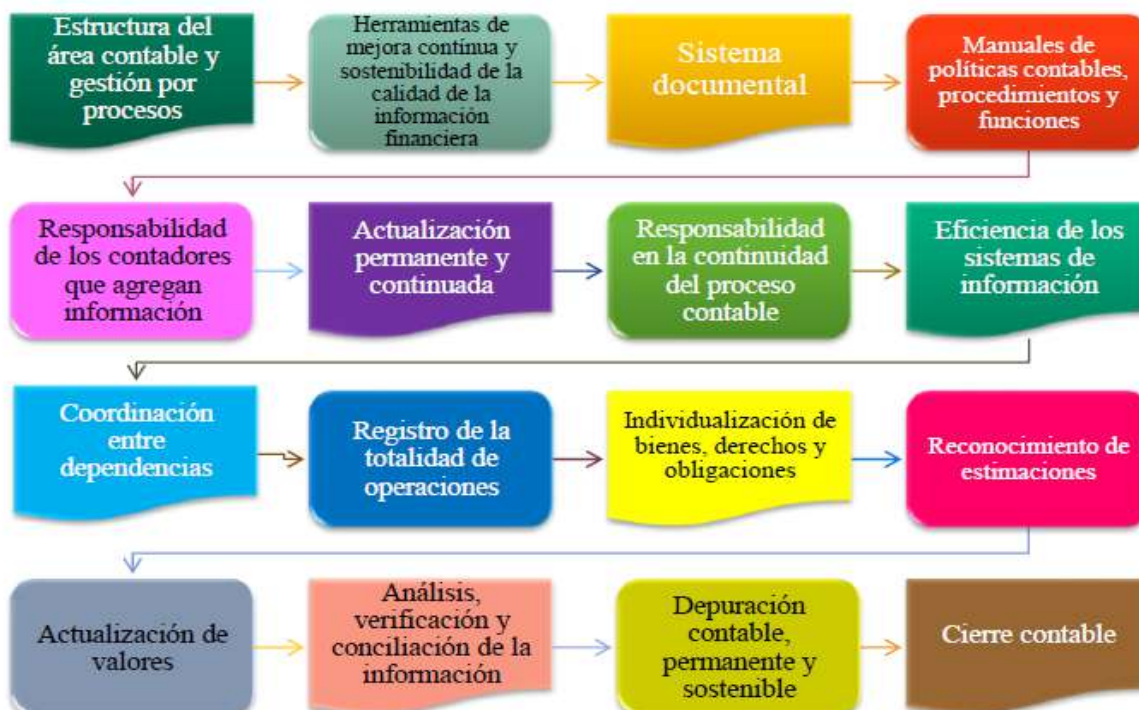 Estructura del
área contable y
gestión por
procesos
Herramientas de
mejora contínua y
sostenibilidad de la
calidad de la
información
financiera
Sistema
documental
Manuales de
políticas contables,
procedimientos y
funciones
Responsabilidad
de los contadores
que agregan
información
Actualización
permanente y
continuada
Responsabilidad
en la continuidad
del proceso
contable
Eficiencia de los
sistemas de
información
Coordinación
entre
dependencias
Registro de la
totalidad de
operaciones
Individualización de
bienes, derechos y
obligaciones
Reconocimiento de
estimaciones
Actualización de
valores
Análisis,
verificación y
conciliación de la
información
Depuración
contable,
permanente y
sostenible
Cierre contable